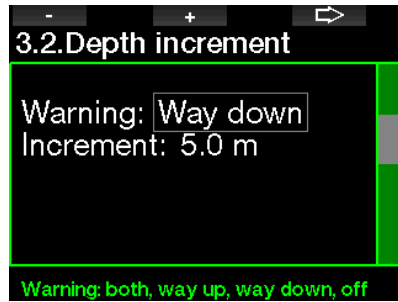 - +
3.2.Depth increment
Warning: Way down
Increment: 5.0 m
Warning: both, way up, way down, off